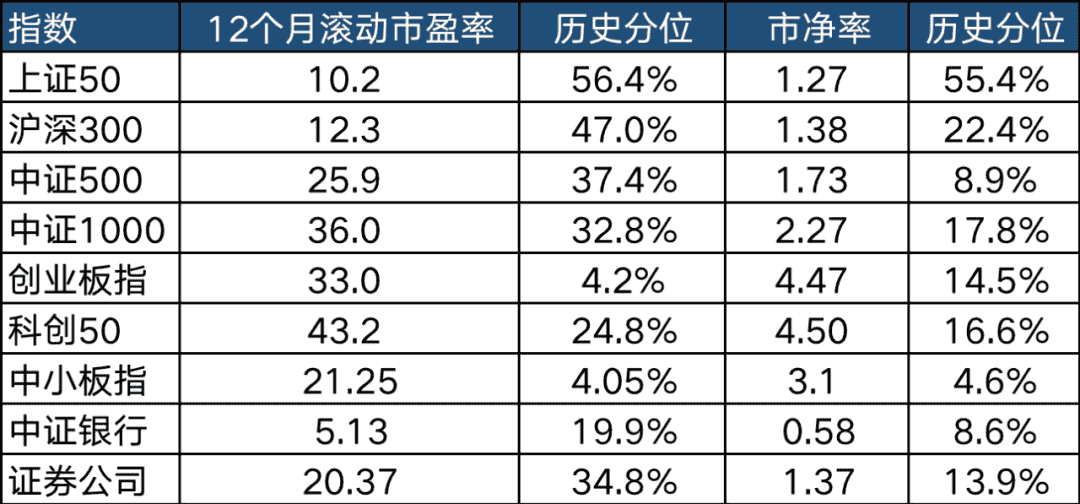 指数 12个月滚动市盈率 历史分位 市净率 历史分位
上证50 10.2 56.4% 1.27 55.4%
沪深300 12.3 47.0% 1.38 22.4%
中证500 25.9 37.4% 1.73 8.9%
中证1000 36.0 32.8% 2.27 17.8%
创业板指 33.0 4.2% 4.47 14.5%
科创50 43.2 24.8% 4.50 16.6%
中小板指 21.25 4.05% 3.1 4.6%
中证银行 5.13 19.9% 0.58 8.6%
证券公司 20.37 34.8% 1.37 13.9%